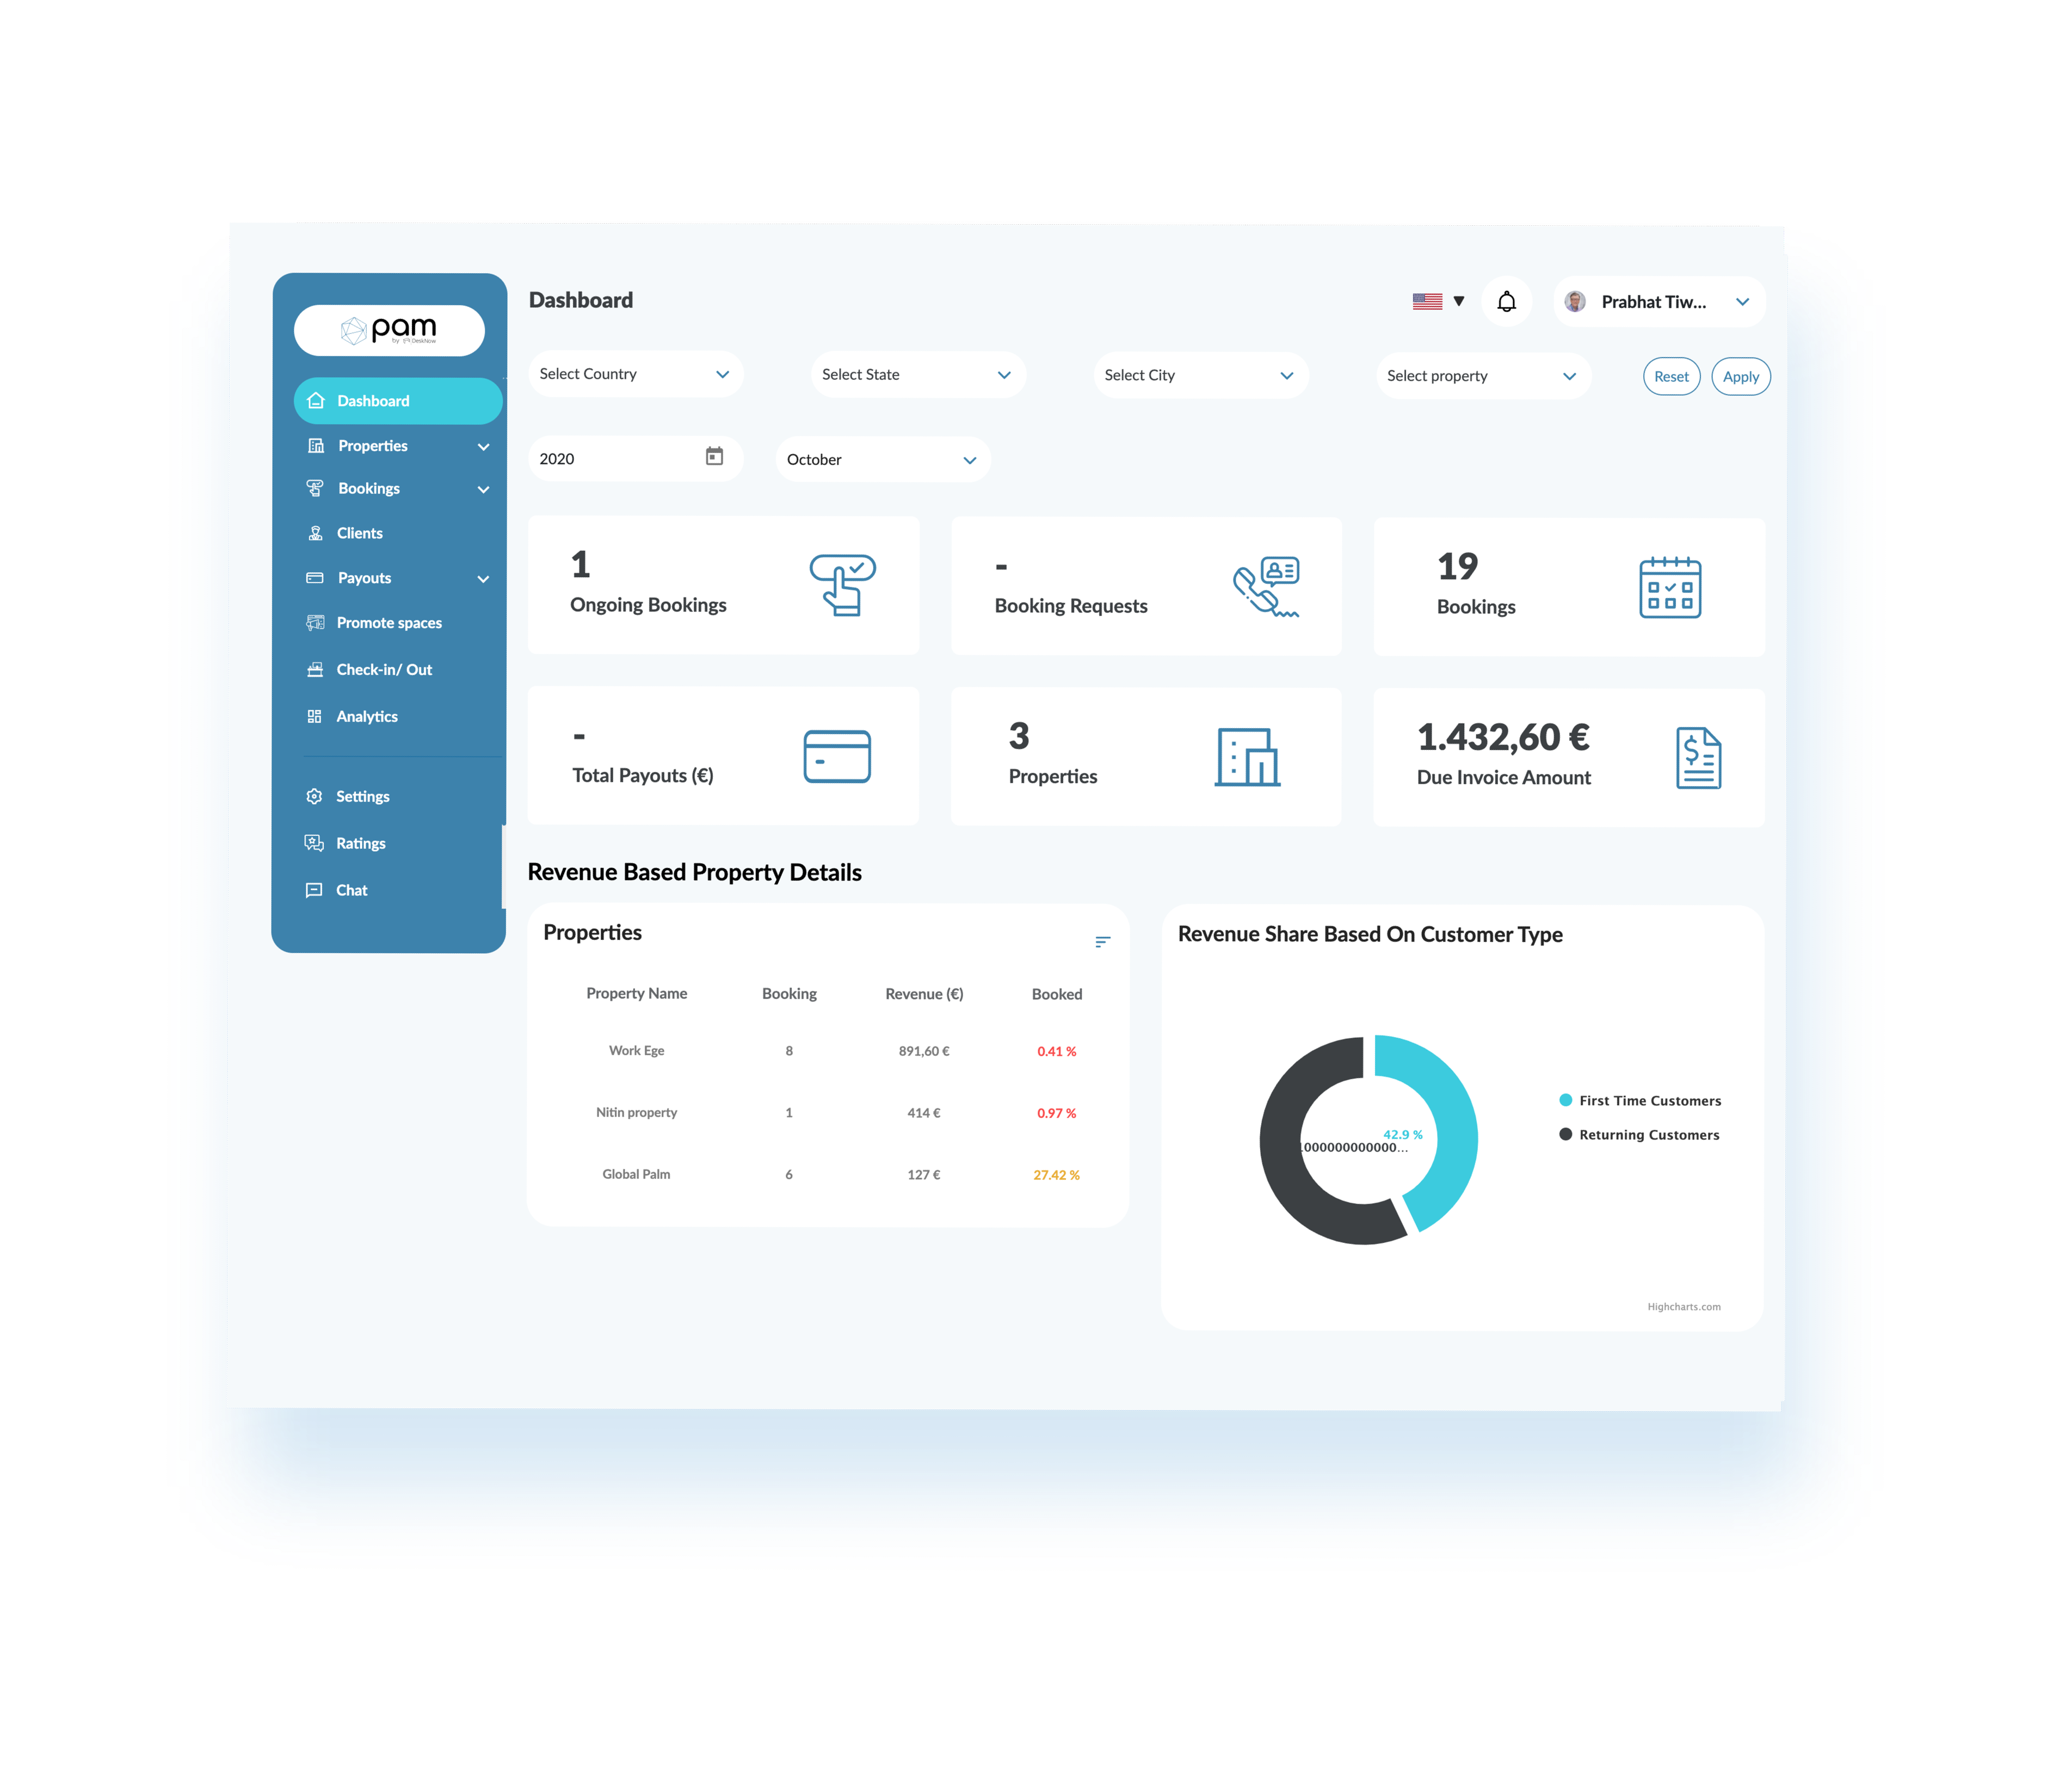 pam
by DeskNow
Dashboard
Prabhat Tiw...
Select Country
Select State
Select City
Select property
Reset
Apply
2020
October
Dashboard
Properties
Bookings
Clients
Payouts
Promote spaces
Check-in/ Out
Analytics
Settings
Ratings
Chat
1
Ongoing Bookings
-
Booking Requests
19
Bookings
-
Total Payouts (€)
3
Properties
1.432,60 €
Due Invoice Amount
Revenue Based Property Details
Properties
Property Name Booking Revenue (€) Booked
Work Ege 8 891,60 € 0.41 %
Nitin property 1 414 € 0.97 %
Global Palm 6 127 € 27.42 %
Revenue Share Based On Customer Type
42.9 %
First Time Customers
Returning Customers
Highcharts.com